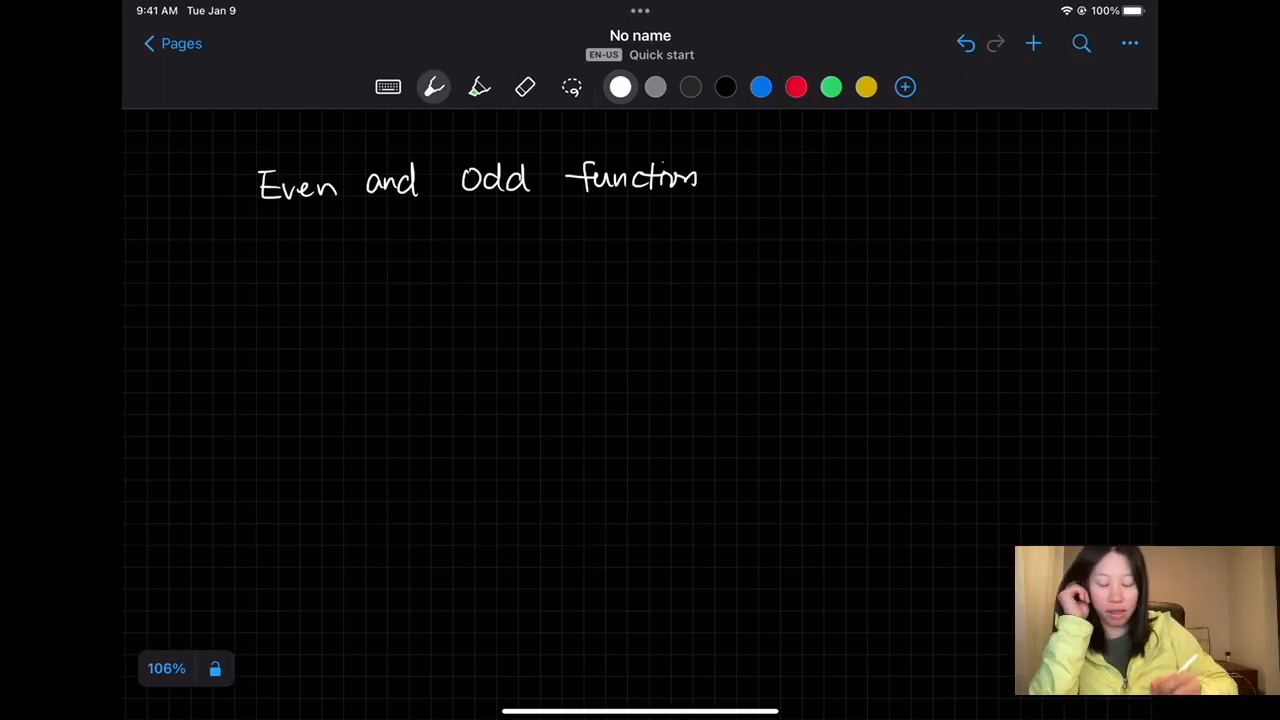 9:41 AM Tue Jan 9
100%
Pages
No name
EN-US Quick start
Even and Odd function
106%